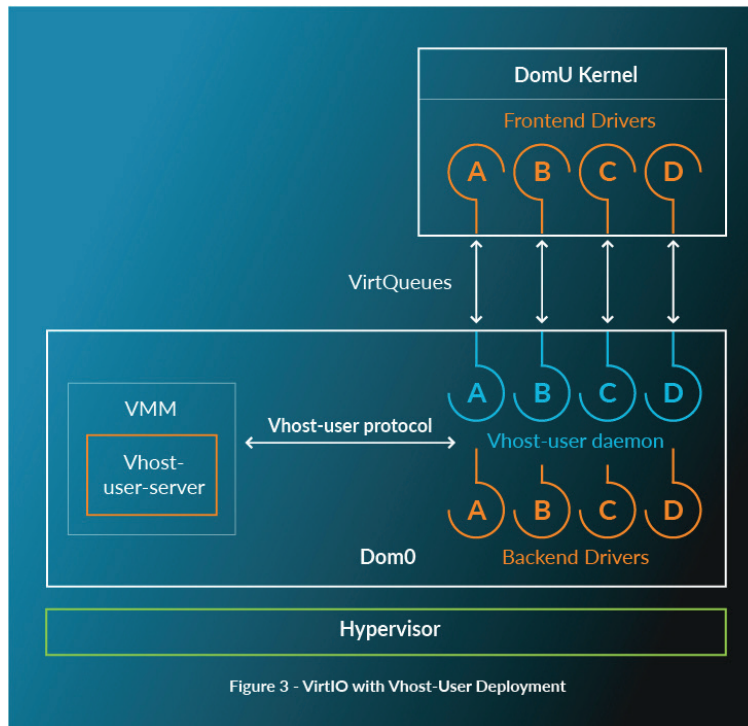 DomU Kernel
Frontend Drivers
A B C D
VirtQueues
VMM
Vhost-
user-server
Vhost-user protocol
A B C D
Vhost-user daemon
A B C D
Backend Drivers
Dom0
Hypervisor
Figure 3 - VirtIO with Vhost-User Deployment